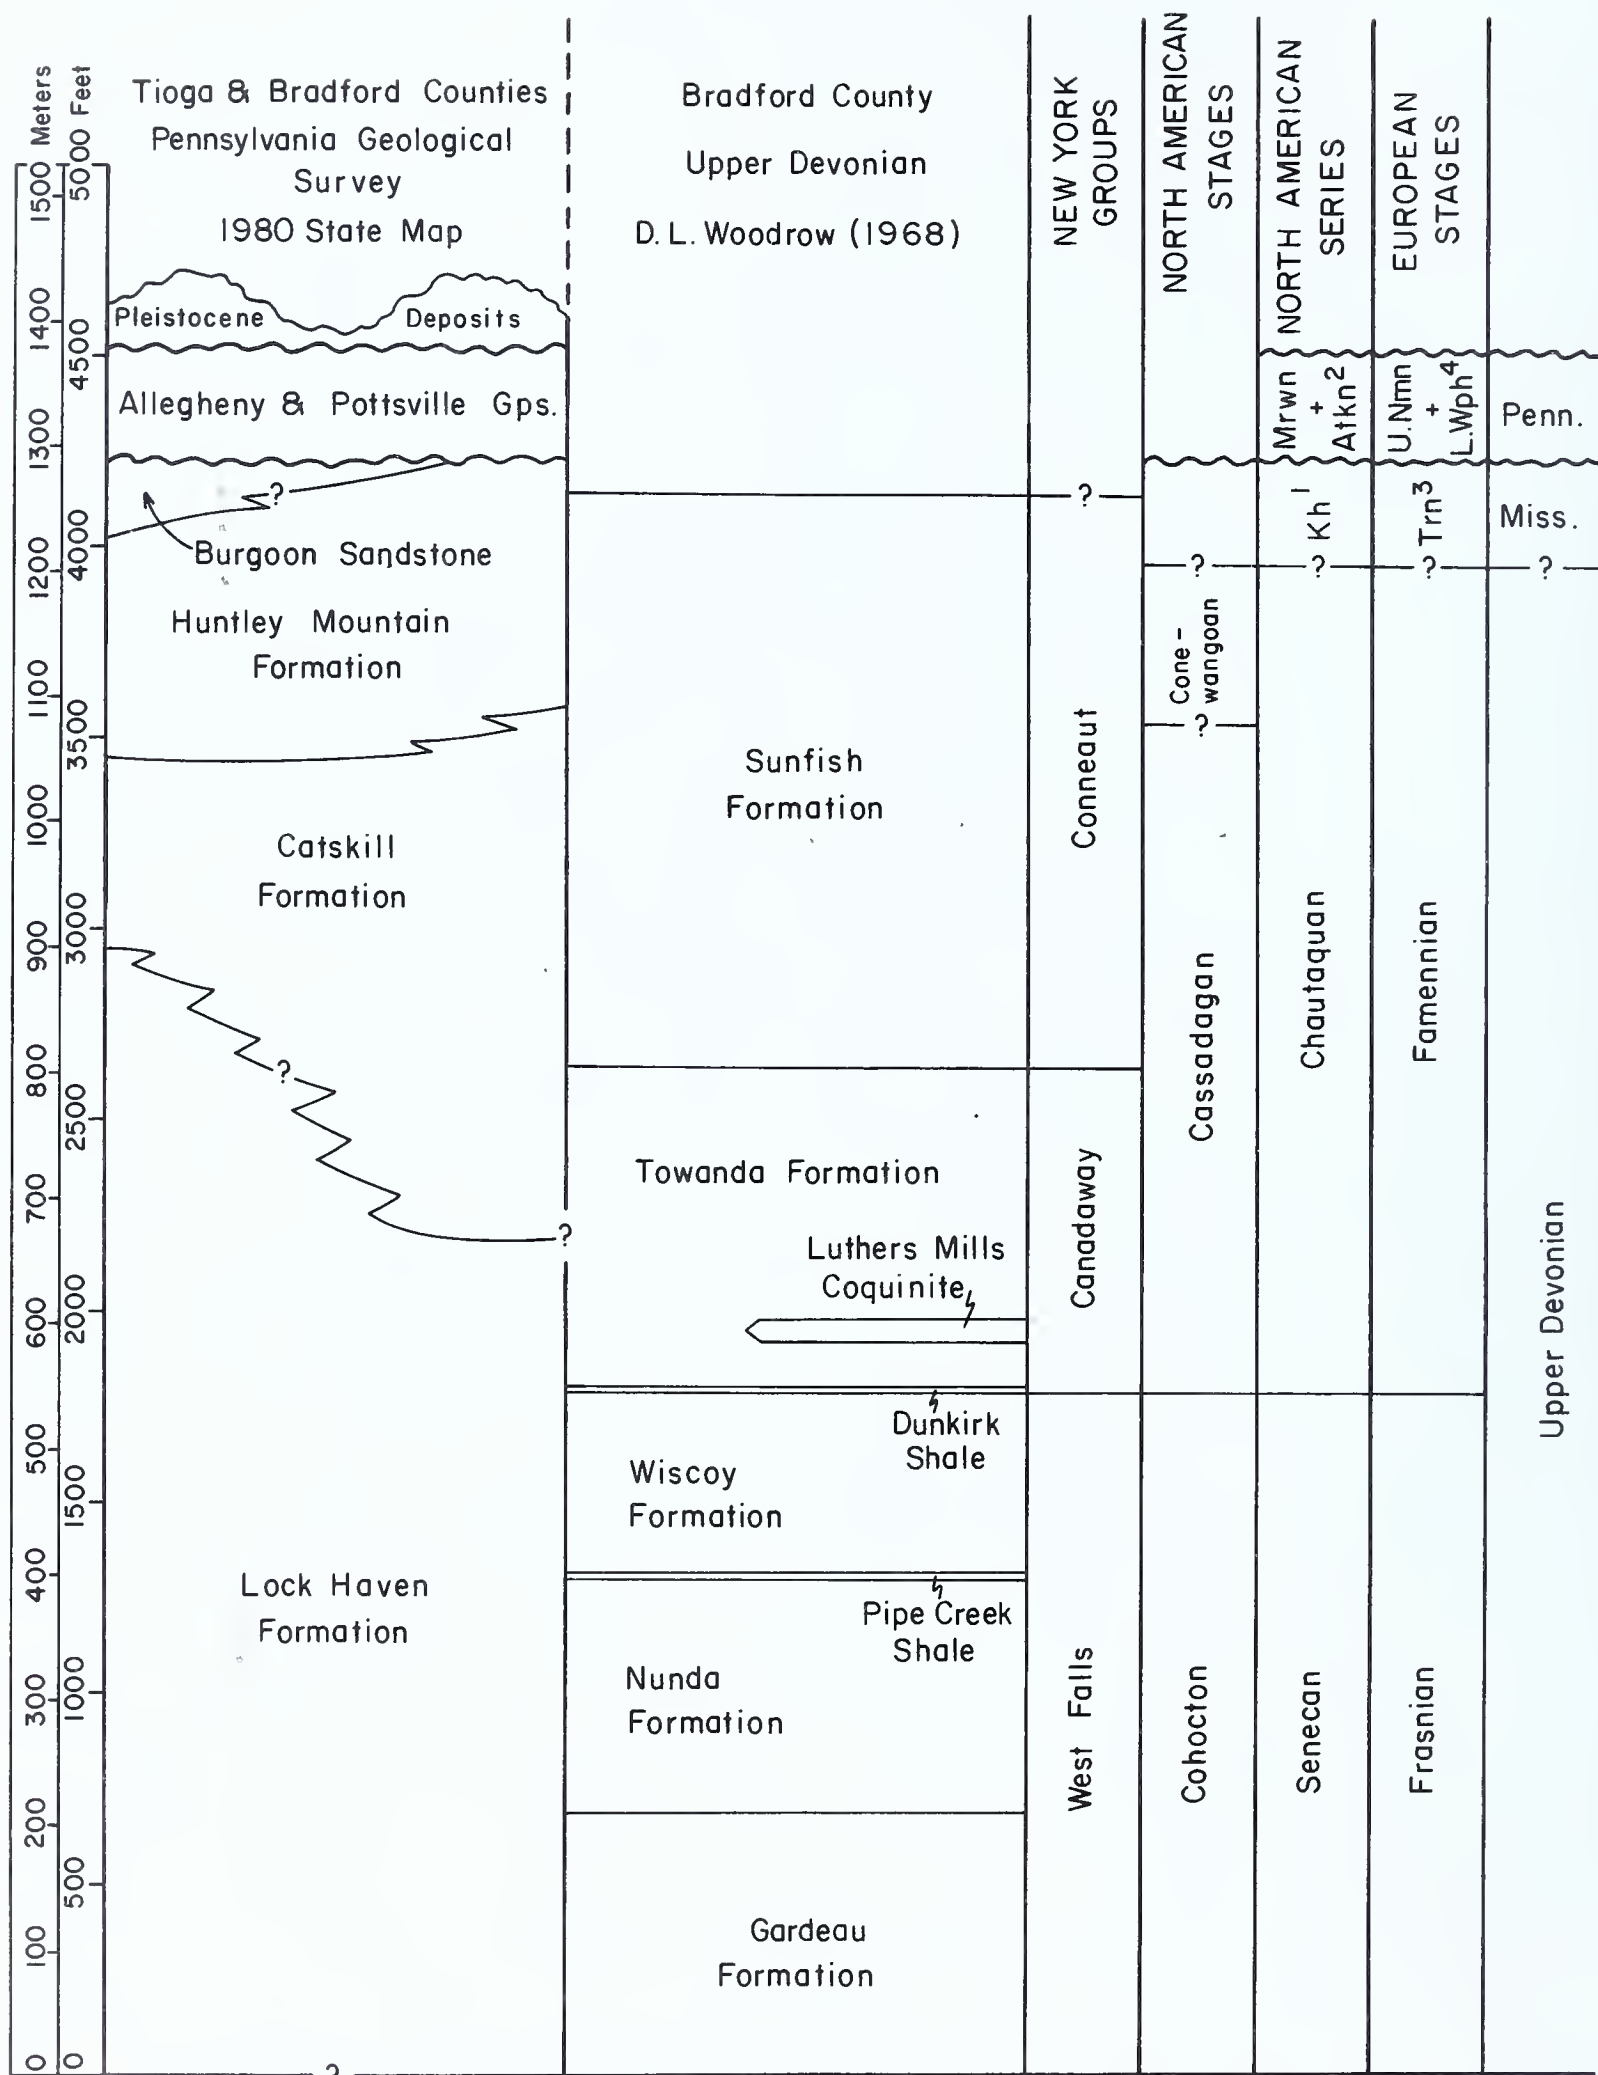 Meters
Feet
1500
1400
1300
1200
1100
1000
900
800
700
600
500
400
300
200
100
0
5000
4500
4000
3500
3000
2500
2000
1500
1000
500
0
Tioga & Bradford Counties
Pennsylvania Geological
Survey
1980 State Map
Pleistocene Deposits
Allegheny & Pottsville Gps.
?
Burgoon Sandstone
Huntley Mountain
Formation
Catskill
Formation
?
?
Lock Haven
Formation
?
Bradford County
Upper Devonian
D. L. Woodrow (1968)
Sunfish
Formation
Towanda Formation
Luthers Mills
Coquinite
Dunkirk
Shale
Wiscoy
Formation
Pipe Creek
Shale
Nunda
Formation
Gardeau
Formation
NEW YORK
GROUPS
?
Conneaut
Canadaway
West Falls
NORTH AMERICAN
STAGES
?
Cone-
wangoan
?
Cassadagan
Cohocton
NORTH AMERICAN
SERIES
Mrwn
+
Atkn2
Kh1
?
Chautauquan
Senecan
EUROPEAN
STAGES
U.Nmn
+
L.Wph4
Trn3
?
Famennian
Frasnian
Penn.
Miss.
?
Upper Devonian